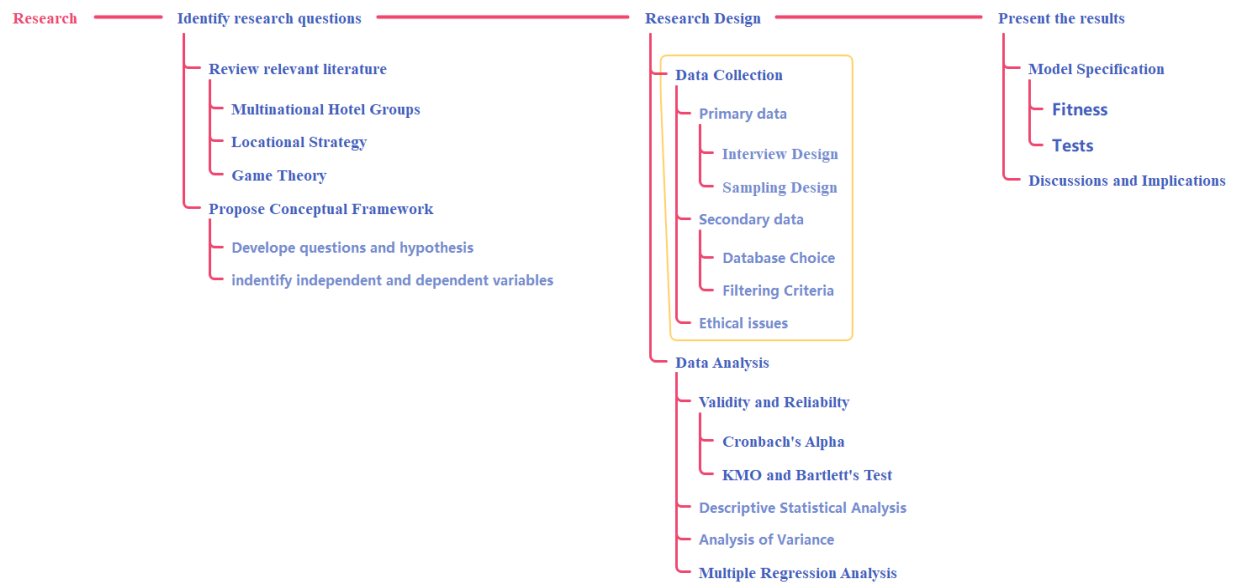 Research
Identify research questions
Research Design
Present the results
Review relevant literature
Multinational Hotel Groups
Locational Strategy
Game Theory
Propose Conceptual Framework
Develope questions and hypothesis
indentify independent and dependent variables
Data Collection
Primary data
Interview Design
Sampling Design
Secondary data
Database Choice
Filtering Criteria
Ethical issues
Data Analysis
Validity and Reliabilty
Cronbach's Alpha
KMO and Bartlett's Test
Descriptive Statistical Analysis
Analysis of Variance
Multiple Regression Analysis
Model Specification
Fitness
Tests
Discussions and Implications